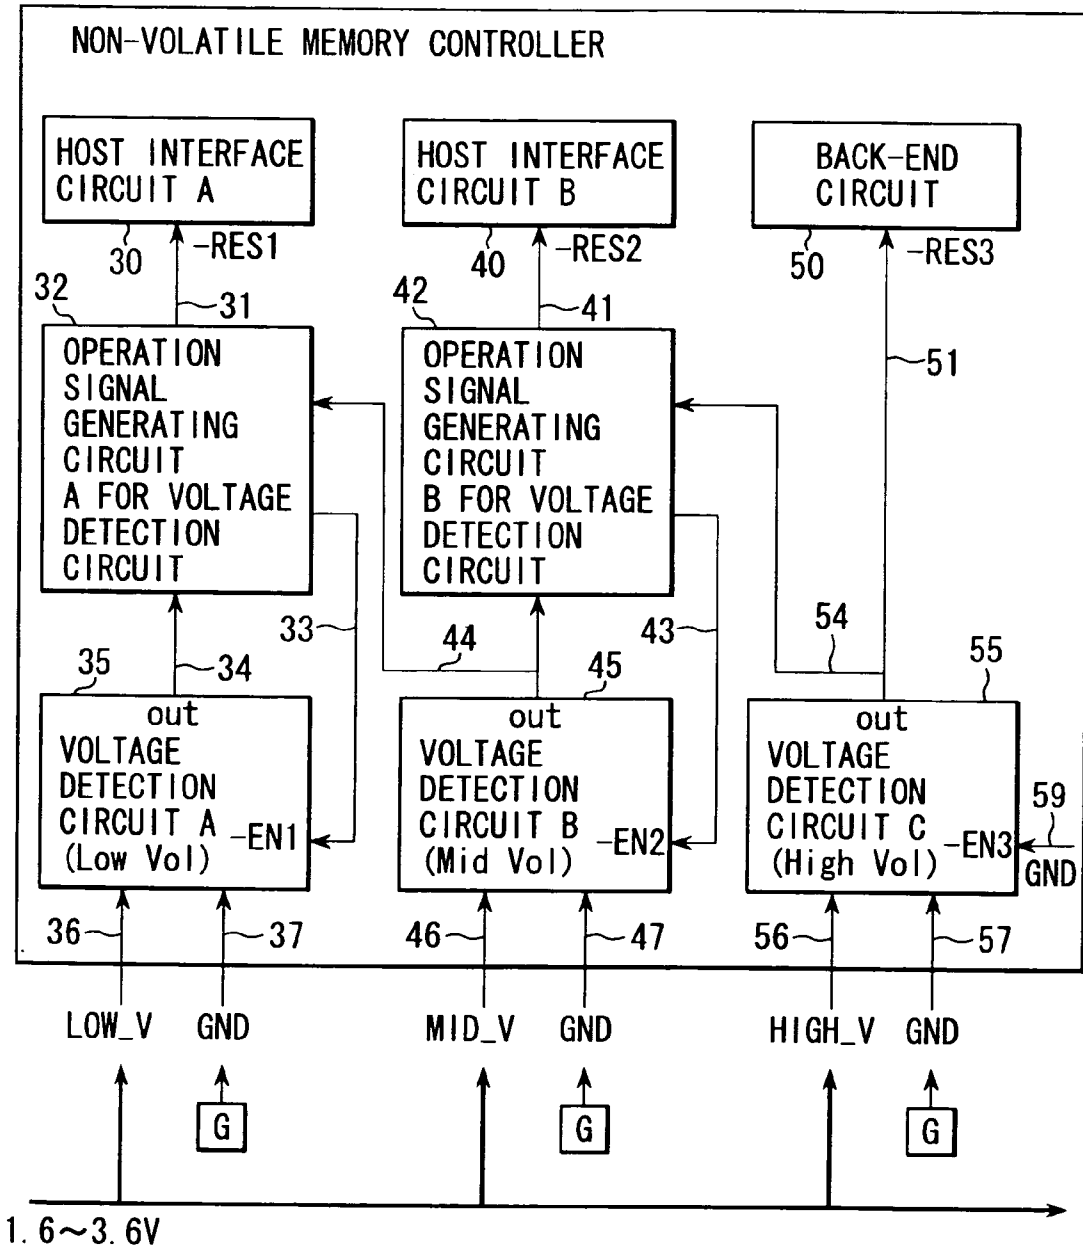 NON-VOLATILE MEMORY CONTROLLER
HOST INTERFACE
CIRCUIT A
HOST INTERFACE
CIRCUIT B
BACK-END
CIRCUIT
30
-RES1
40
-RES2
50
-RES3
32
31
42
41
51
OPERATION
SIGNAL
GENERATING
CIRCUIT
A FOR VOLTAGE
DETECTION
CIRCUIT
OPERATION
SIGNAL
GENERATING
CIRCUIT
B FOR VOLTAGE
DETECTION
CIRCUIT
33
43
54
44
34
35
45
55
out
VOLTAGE
DETECTION
CIRCUIT A
(Low Vol)
-EN1
out
VOLTAGE
DETECTION
CIRCUIT B
(Mid Vol)
-EN2
out
VOLTAGE
DETECTION
CIRCUIT C
(High Vol)
-EN3
59
GND
36
37
46
47
56
57
LOW_V
GND
MID_V
GND
HIGH_V
GND
G
G
G
1.6~3.6V